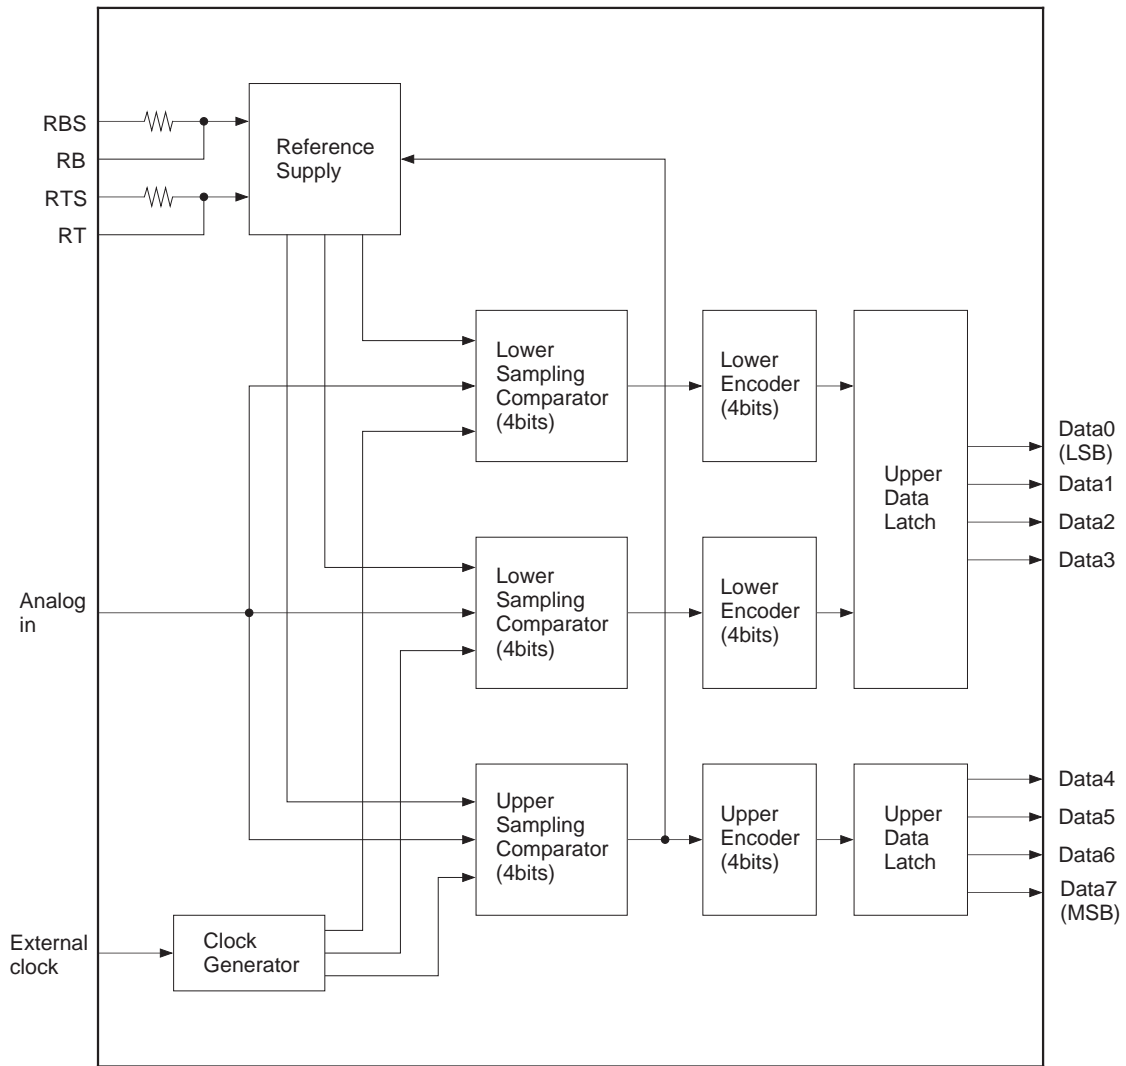 RBS
RB
RTS
RT
Reference
Supply
Lower
Sampling
Comparator
(4bits)
Lower
Encoder
(4bits)
Upper
Data
Latch
Data0
(LSB)
Data1
Data2
Data3
Analog
in
Lower
Sampling
Comparator
(4bits)
Lower
Encoder
(4bits)
Upper
Sampling
Comparator
(4bits)
Upper
Encoder
(4bits)
Upper
Data
Latch
Data4
Data5
Data6
Data7
(MSB)
External
clock
Clock
Generator